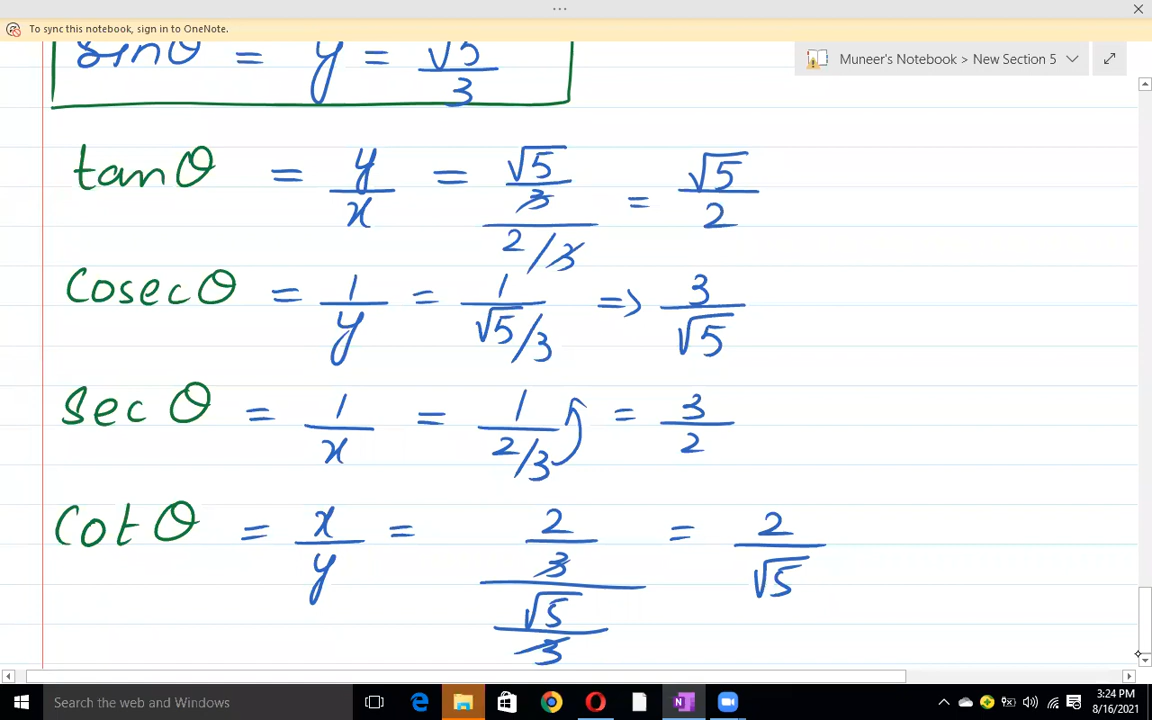 ...
To sync this notebook, sign in to OneNote.
Muneer's Notebook > New Section 5
sinθ = y = √5/3
tanθ = y/x = (√5/3)/(2/3) = √5/2
Cosecθ = 1/y = 1/(√5/3) => 3/√5
Sec θ = 1/x = 1/(2/3) = 3/2
Cot θ = x/y = (2/3)/(√5/3) = 2/√5
Search the web and Windows
3:24 PM
8/16/2021